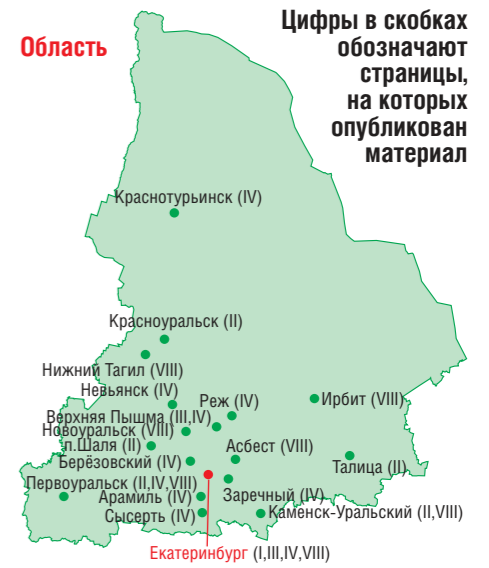 Область
Цифры в скобках
обозначают
страницы,
на которых
опубликован
материал
Краснотурьинск (IV)
Красноуральск (II)
Нижний Тагил (VIII)
Невьянск (IV)
Реж (IV)
Ирбит (VIII)
Верхняя Пышма (III,IV)
Новоуральск (VIII)
п.Шаля (II)
Асбест (VIII)
Берёзовский (IV)
Талица (II)
Первоуральск (II,IV,VIII)
Арамиль (IV)
Заречный (IV)
Сысерть (IV)
Каменск-Уральский (II,VIII)
Екатеринбург (I,III,IV,VIII)